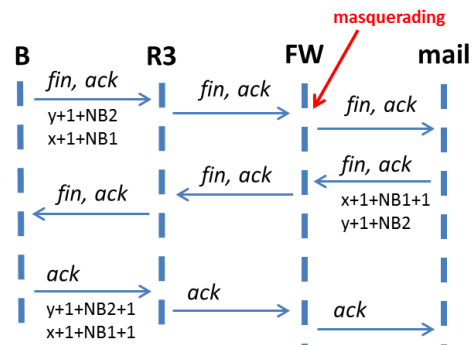 masquerading
B R3 FW mail
fin, ack
fin, ack
fin, ack
y+1+NB2
x+1+NB1
fin, ack
fin, ack
fin, ack
x+1+NB1+1
y+1+NB2
ack
ack
ack
y+1+NB2+1
x+1+NB1+1